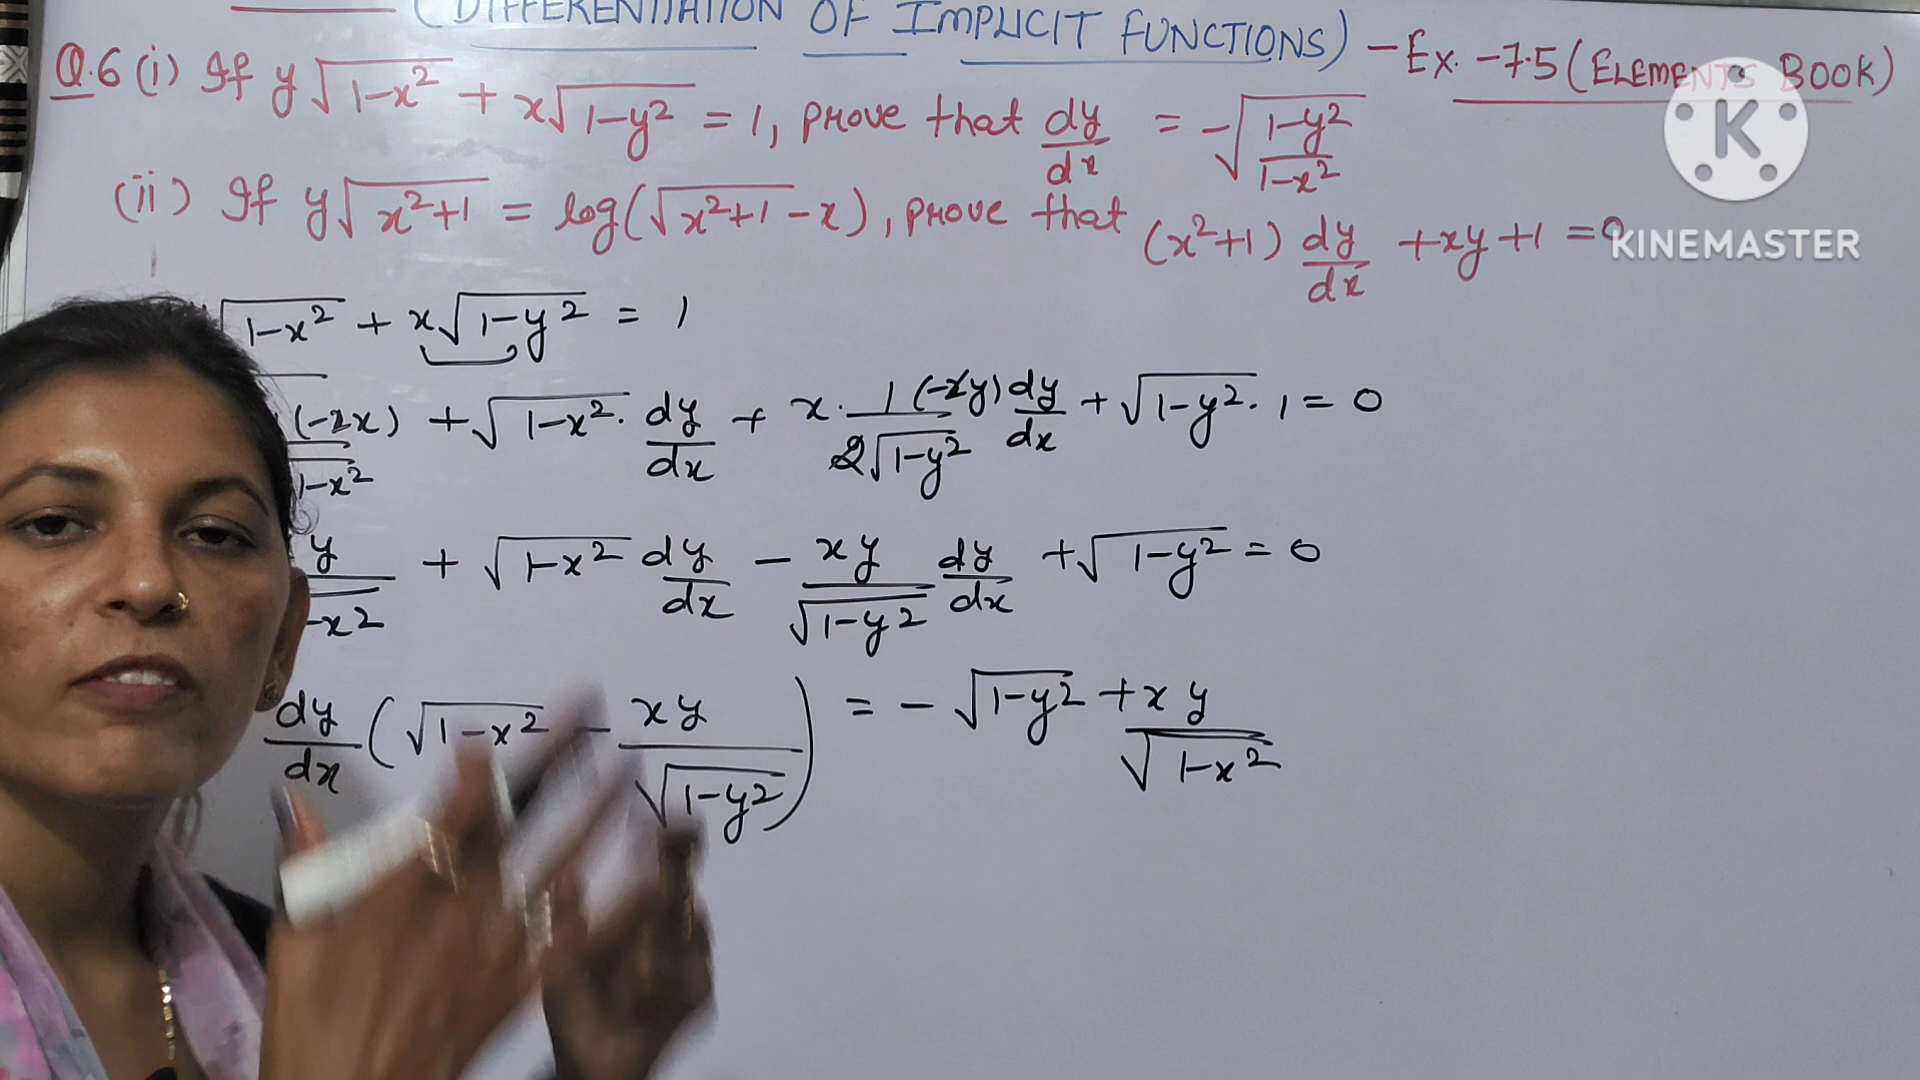 (DIFFERENTIATION OF IMPLICIT FUNCTIONS) - Ex. - 7.5 (ELEMENTS BOOK)
Q.6 (i) If y√(1-x²) + x√(1-y²) = 1, prove that dy/dx = -√((1-y²)/(1-x²))
(ii) If y√(x²+1) = log(√(x²+1) - x), prove that (x²+1) dy/dx + xy + 1 = 0
K
KINEMASTER
√(1-x²) + x√(1-y²) = 1
(-2x) / √(1-x²) + √(1-x²) · dy/dx + x · 1/(2√(1-y²)) (-2y) dy/dx + √(1-y²) · 1 = 0
y / √(-x²) + √(1-x²) dy/dx - xy/√(1-y²) dy/dx + √(1-y²) = 0
dy/dx (√(1-x²) - xy/√(1-y²)) = -√(1-y²) + xy/√(1-x²)